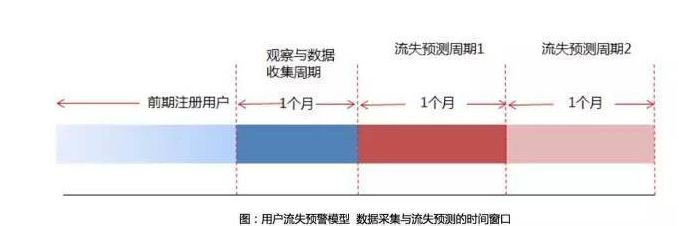 观察与数据
收集周期
流失预测周期1
流失预测周期2
前期注册用户
1个月
1个月
1个月
图：用户流失预警模型 数据采集与流失预测的时间窗口